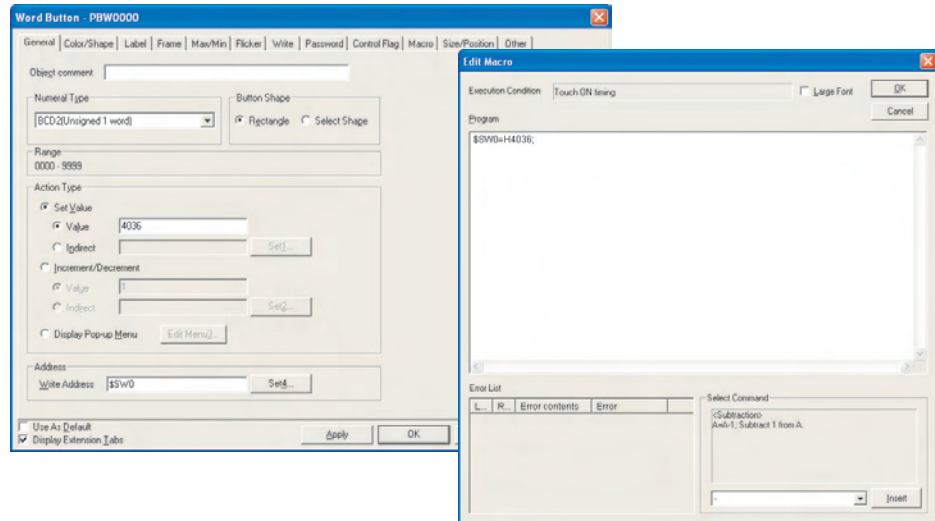 Word Button - PBW0000
General Color/Shape Label Frame Max/Min Flicker Write Password Control Flag Macro Size/Position Other
Object comment
Numeral Type
BCD2(Unsigned 1 word)
Button Shape
Rectangle Select Shape
Range
0000 - 9999
Action Type
Set Value
Value 4036
Indirect Set1...
Increment/Decrement
Value 1
Indirect Set2...
Display Pop-up Menu Edit Menu3...
Address
Write Address $SW0 Set4...
Use As Default
Display Extension Tabs
Apply OK
Edit Macro
Execution Condition Touch ON timing Large Font OK
Cancel
Program
$SW0=H4036;
Error List
L... R... Error contents Error
Select Command
<Subtraction>
A=A-1; Subtract 1 from A.
- Insert